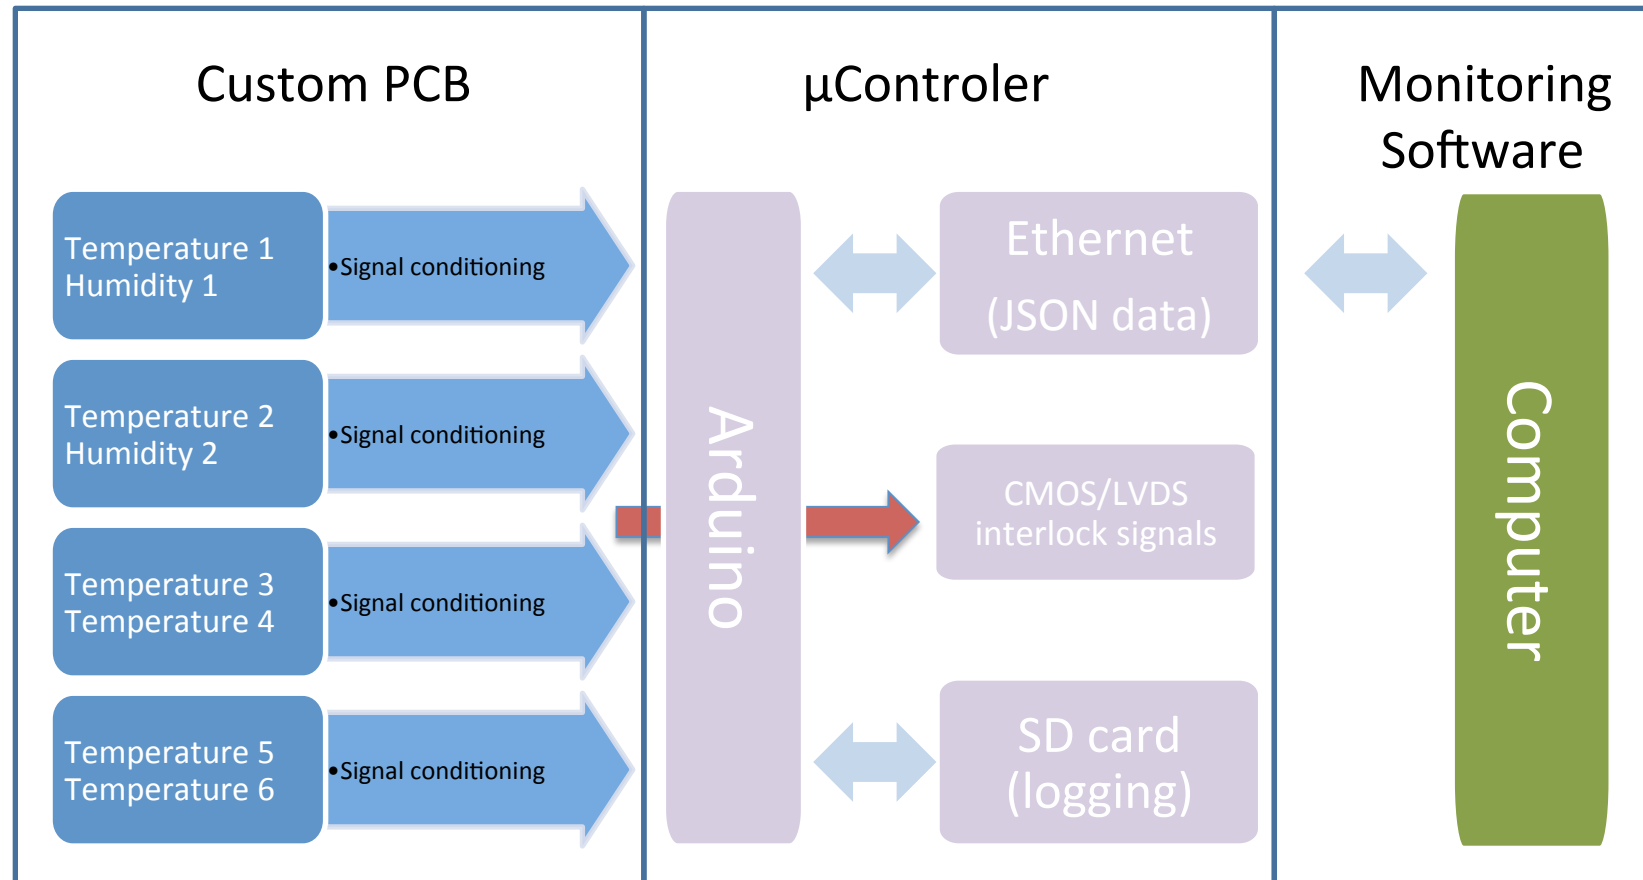 Custom PCB
µControler
Monitoring
Software
Temperature 1
Humidity 1
•Signal conditioning
Temperature 2
Humidity 2
•Signal conditioning
Temperature 3
Temperature 4
•Signal conditioning
Temperature 5
Temperature 6
•Signal conditioning
Arduino
Ethernet
(JSON data)
CMOS/LVDS
interlock signals
SD card
(logging)
Computer